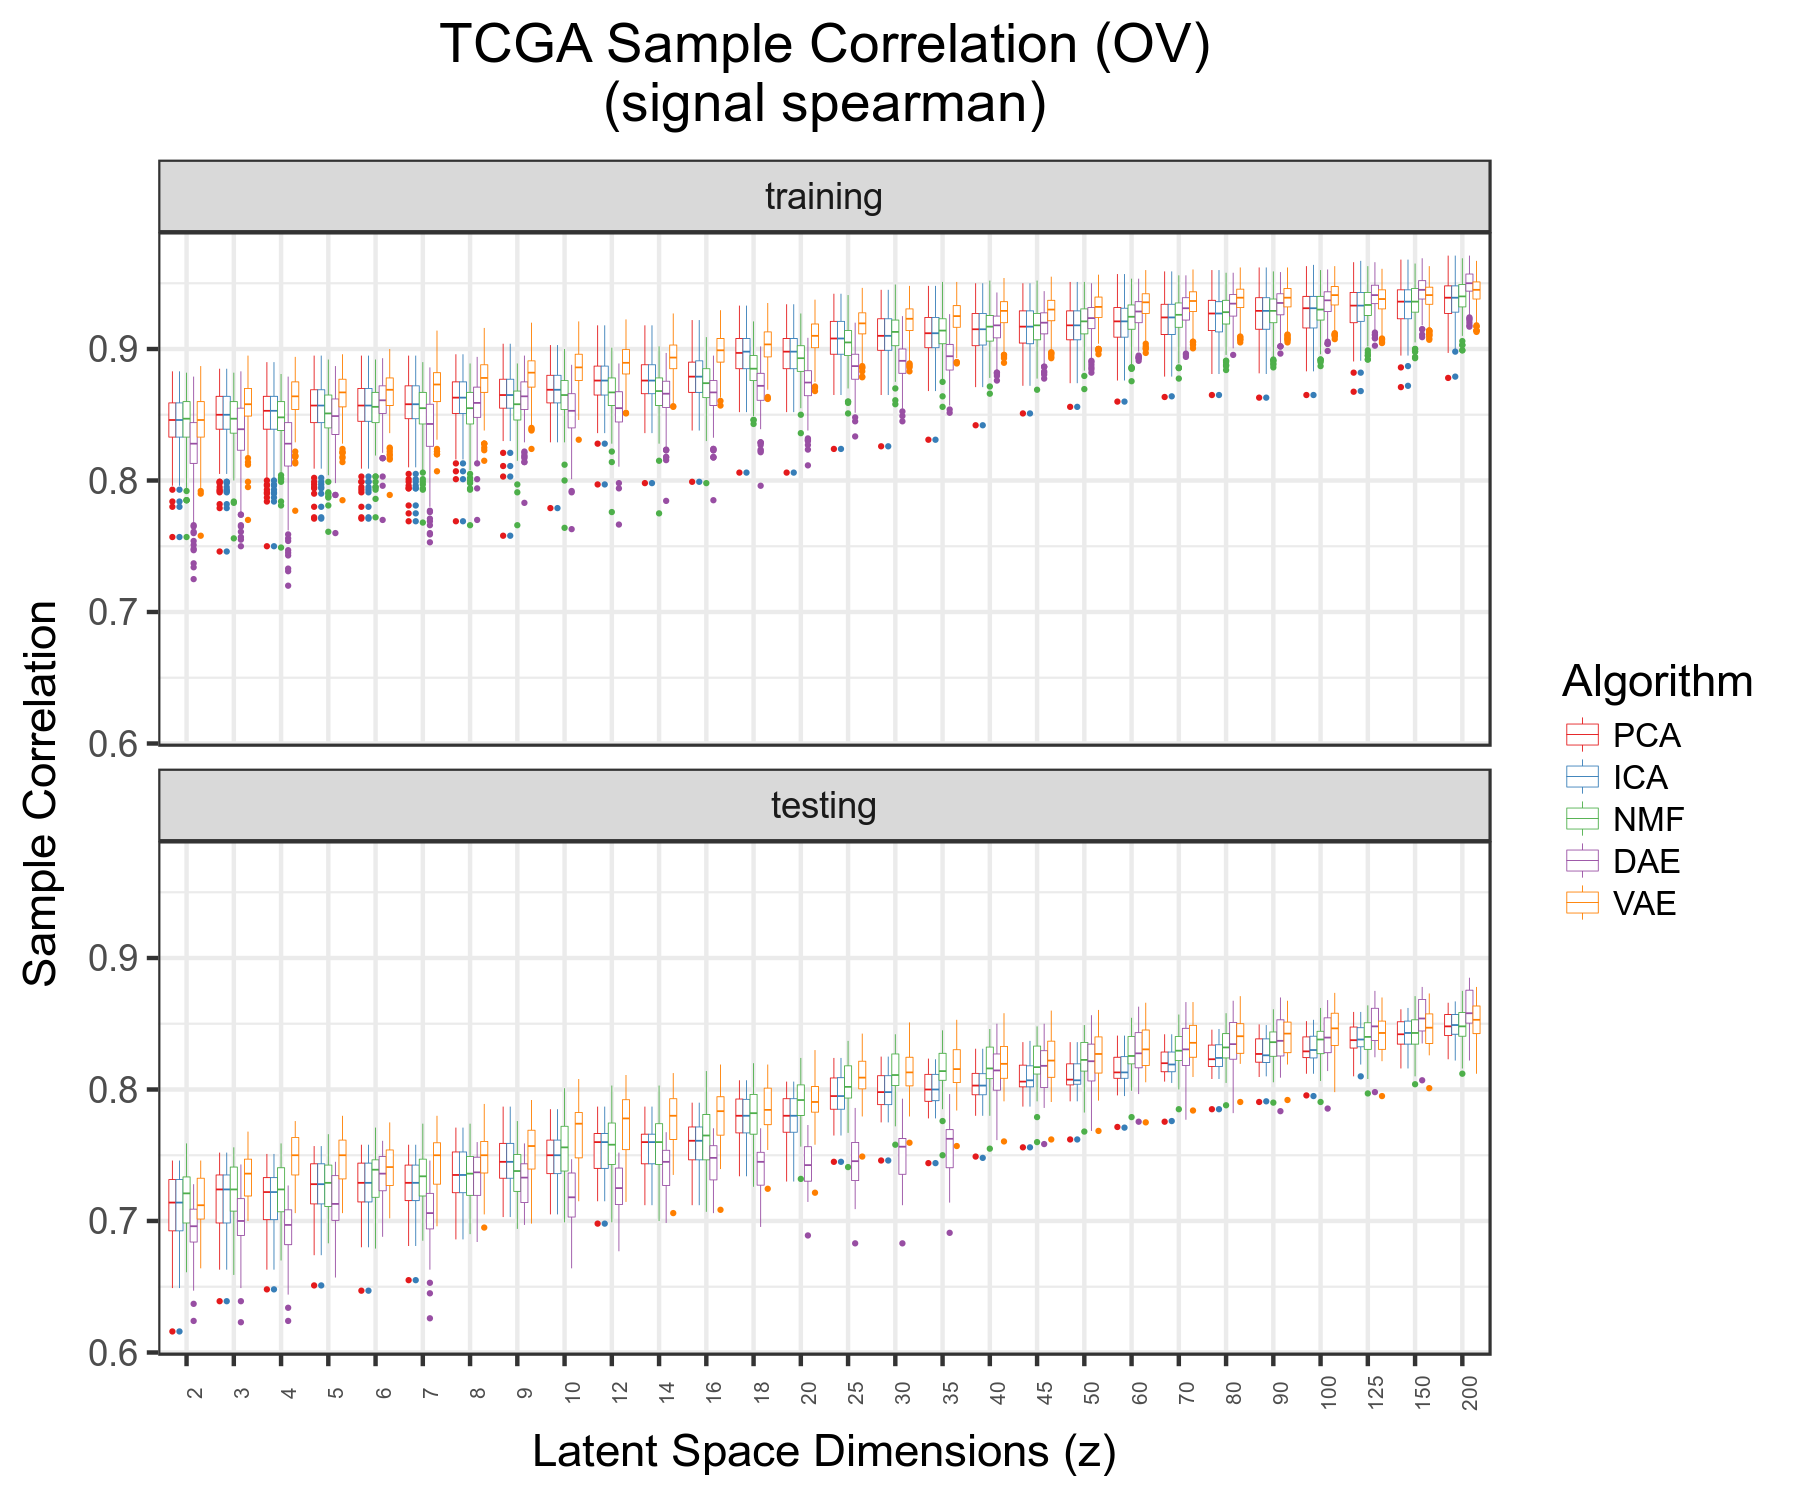 TCGA Sample Correlation (OV)
(signal spearman)
training
0.9
0.8
0.7
0.6
testing
0.9
0.8
0.7
0.6
Sample Correlation
2 3 4 5 6 7 8 9 10 12 14 16 18 20 25 30 35 40 45 50 60 70 80 90 100 125 150 200
Latent Space Dimensions (z)
Algorithm
PCA
ICA
NMF
DAE
VAE